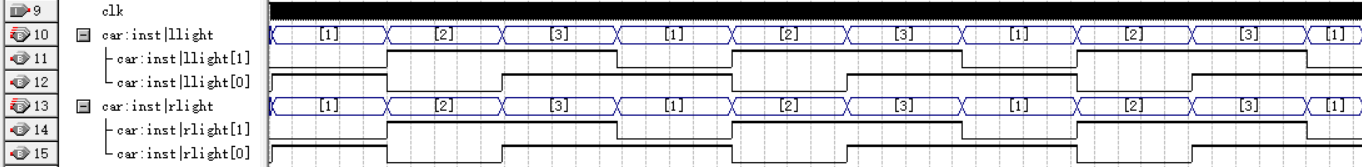 9 clk
10 car:inst|llight [1] [2] [3] [1] [2] [3] [1] [2] [3] [1]
11 car:inst|llight[1]
12 car:inst|llight[0]
13 car:inst|rlight [1] [2] [3] [1] [2] [3] [1] [2] [3] [1]
14 car:inst|rlight[1]
15 car:inst|rlight[0]